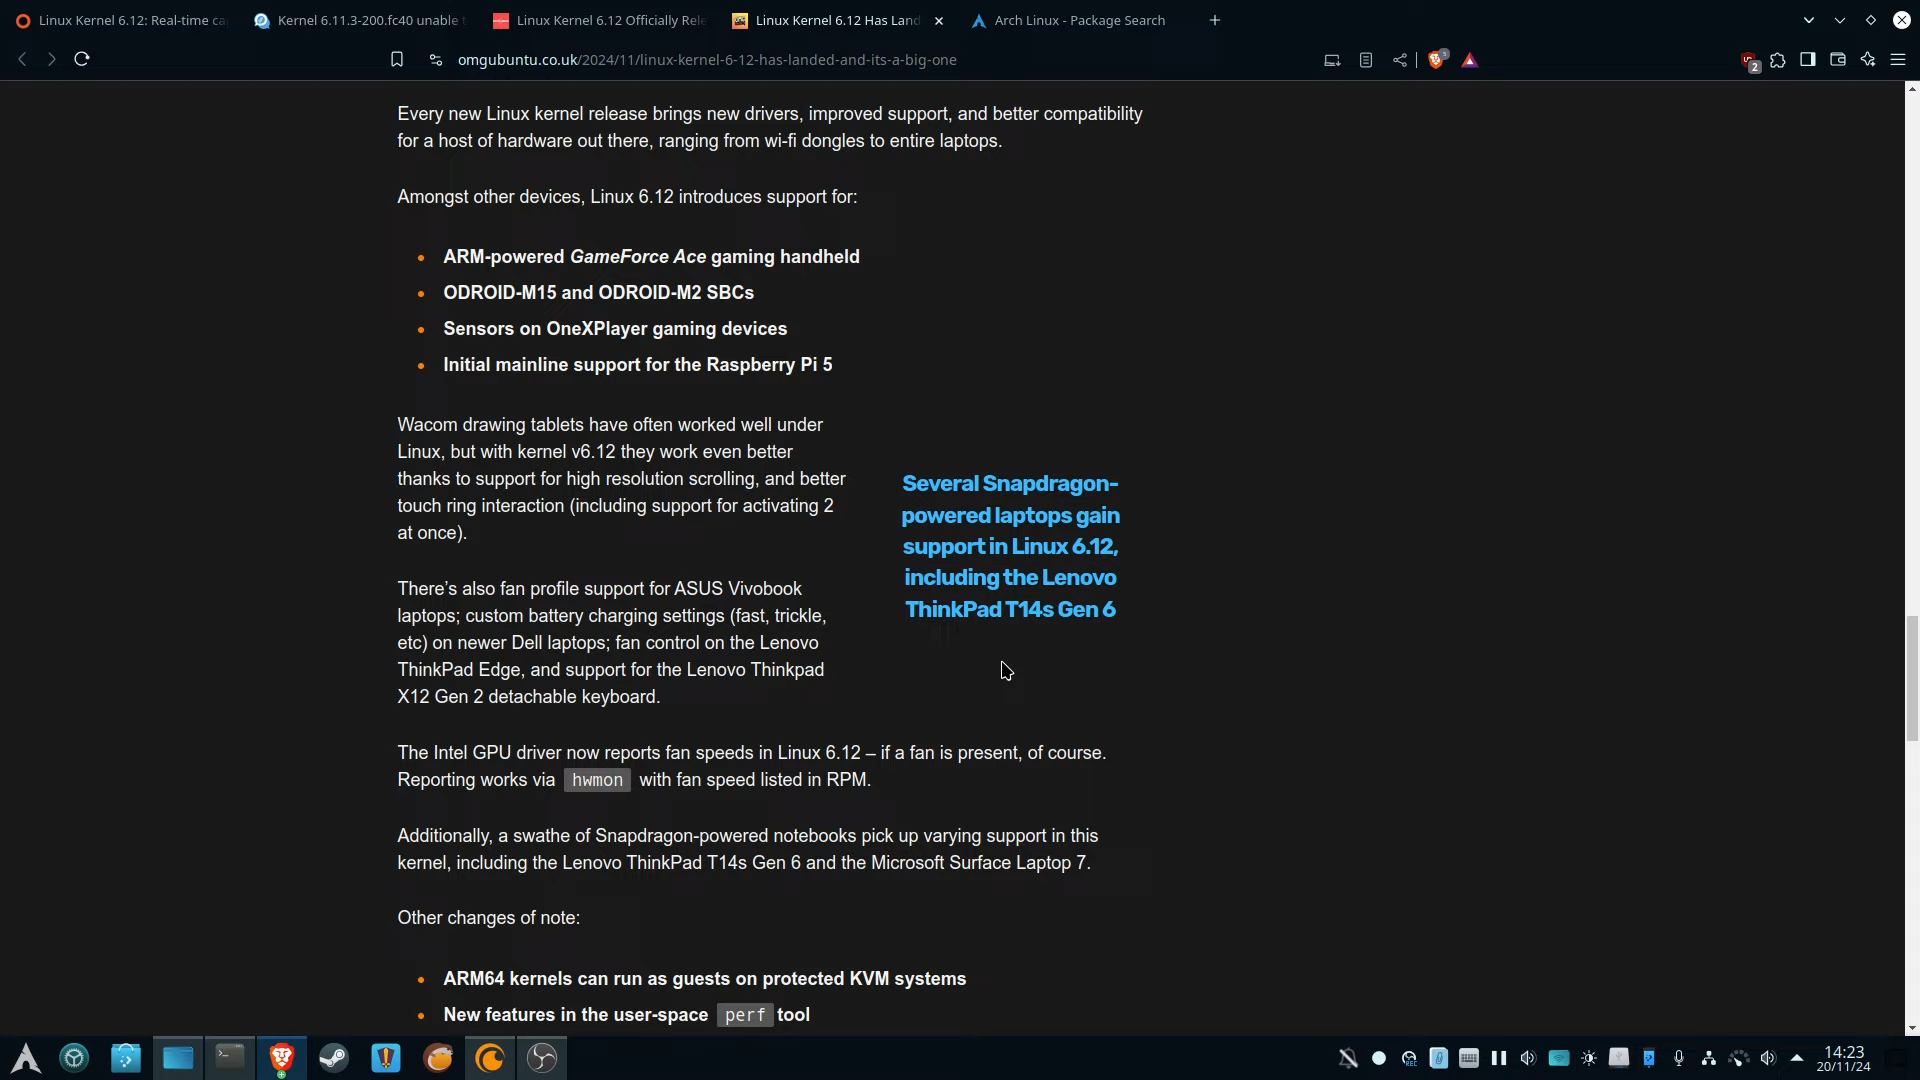 Linux Kernel 6.12: Real-time ca
Kernel 6.11.3-200.fc40 unable t
Linux Kernel 6.12 Officially Rele
Linux Kernel 6.12 Has Land
Arch Linux - Package Search
omgubuntu.co.uk/2024/11/linux-kernel-6-12-has-landed-and-its-a-big-one
3
2
Every new Linux kernel release brings new drivers, improved support, and better compatibility
for a host of hardware out there, ranging from wi-fi dongles to entire laptops.
Amongst other devices, Linux 6.12 introduces support for:
• ARM-powered GameForce Ace gaming handheld
• ODROID-M15 and ODROID-M2 SBCs
• Sensors on OneXPlayer gaming devices
• Initial mainline support for the Raspberry Pi 5
Wacom drawing tablets have often worked well under
Linux, but with kernel v6.12 they work even better
thanks to support for high resolution scrolling, and better
touch ring interaction (including support for activating 2
at once).
Several Snapdragon-
powered laptops gain
support in Linux 6.12,
including the Lenovo
ThinkPad T14s Gen 6
There’s also fan profile support for ASUS Vivobook
laptops; custom battery charging settings (fast, trickle,
etc) on newer Dell laptops; fan control on the Lenovo
ThinkPad Edge, and support for the Lenovo Thinkpad
X12 Gen 2 detachable keyboard.
The Intel GPU driver now reports fan speeds in Linux 6.12 – if a fan is present, of course.
Reporting works via hwmon with fan speed listed in RPM.
Additionally, a swathe of Snapdragon-powered notebooks pick up varying support in this
kernel, including the Lenovo ThinkPad T14s Gen 6 and the Microsoft Surface Laptop 7.
Other changes of note:
• ARM64 kernels can run as guests on protected KVM systems
• New features in the user-space perf tool
REC
14:23
20/11/24